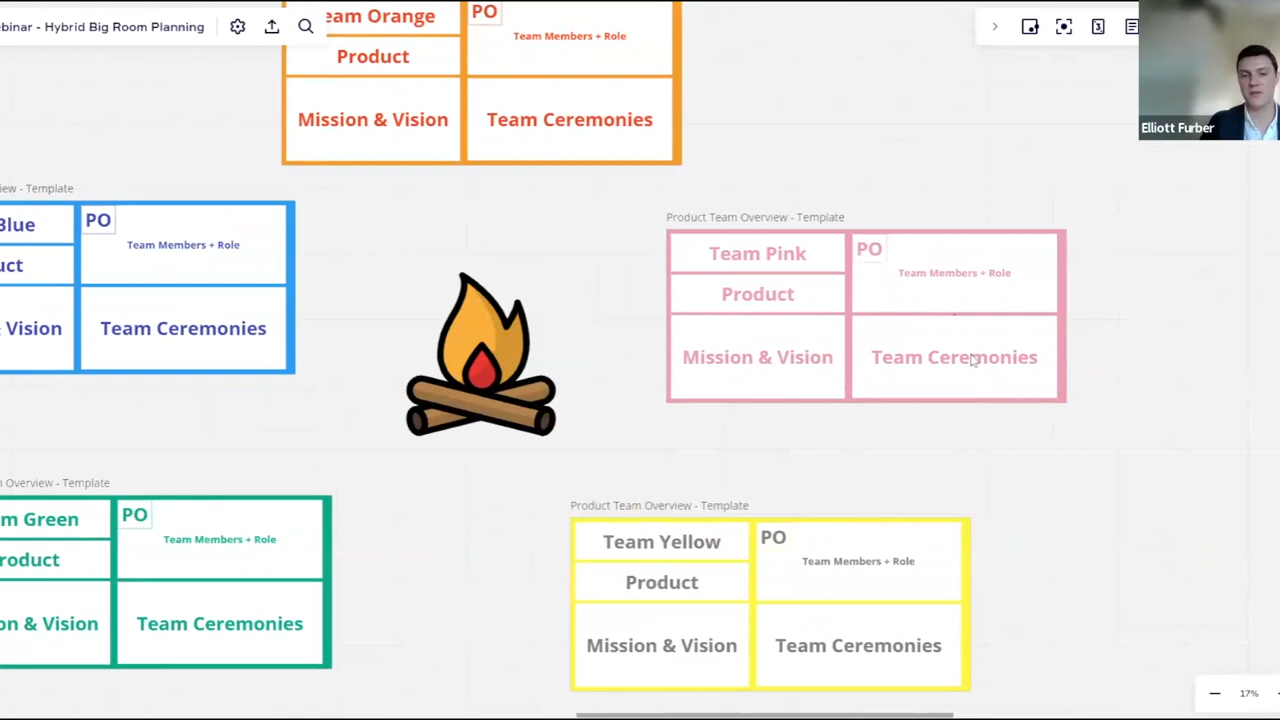 ebinar - Hybrid Big Room Planning
eam Orange
PO
Team Members + Role
Product
Mission & Vision
Team Ceremonies
Elliott Furber
iew - Template
Blue
PO
Team Members + Role
uct
& Vision
Team Ceremonies
Product Team Overview - Template
Team Pink
PO
Team Members + Role
Product
Mission & Vision
Team Ceremonies
m Overview - Template
m Green
PO
Team Members + Role
roduct
on & Vision
Team Ceremonies
Product Team Overview - Template
Team Yellow
PO
Team Members + Role
Product
Mission & Vision
Team Ceremonies
17%